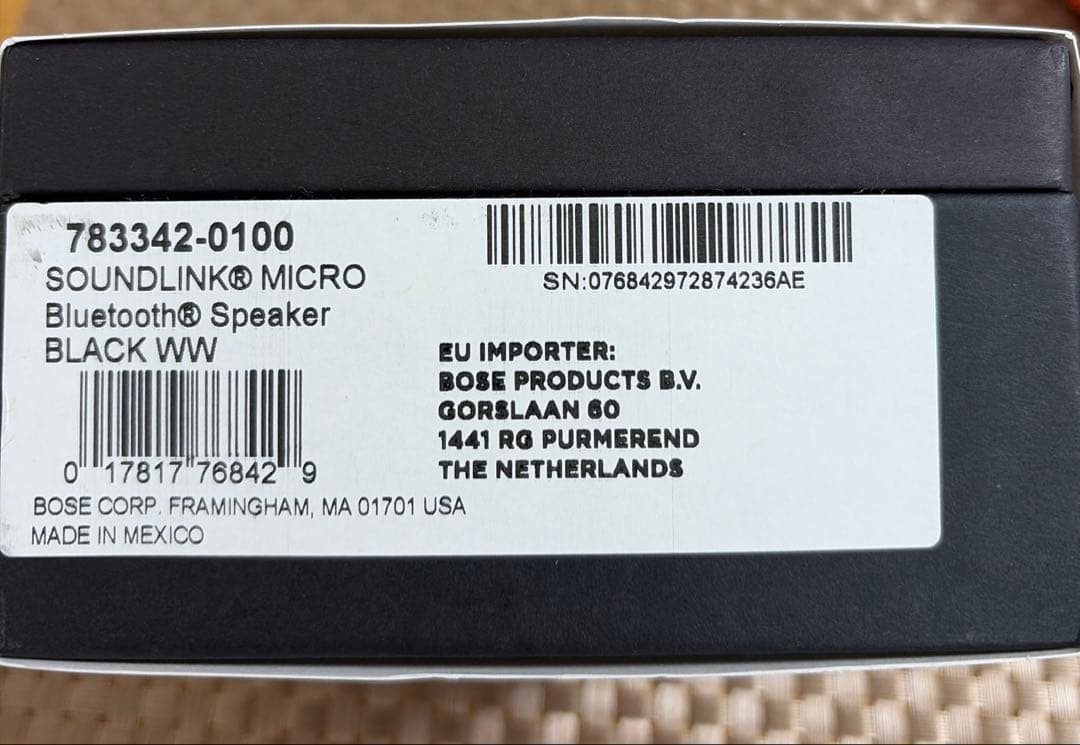 783342-0100
SOUNDLINK® MICRO
Bluetooth® Speaker
BLACK WW
0 17817 76842 9
BOSE CORP. FRAMINGHAM, MA 01701 USA
MADE IN MEXICO
SN:076842972874236AE
EU IMPORTER:
BOSE PRODUCTS B.V.
GORSLAAN 60
1441 RG PURMEREND
THE NETHERLANDS